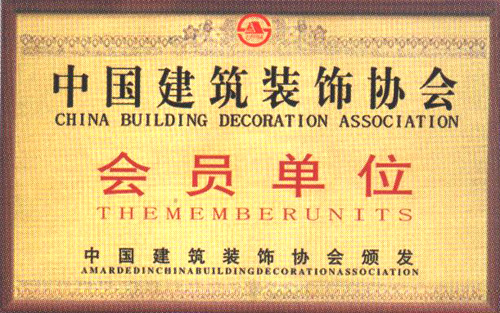 中国建筑装饰协会
CHINA BUILDING DECORATION ASSOCIATION
会员单位
THEMEMBERUNITS
中国建筑装饰协会颁发
AMARDEDINCHINABUILDINGDECORATIONASSOCIATION